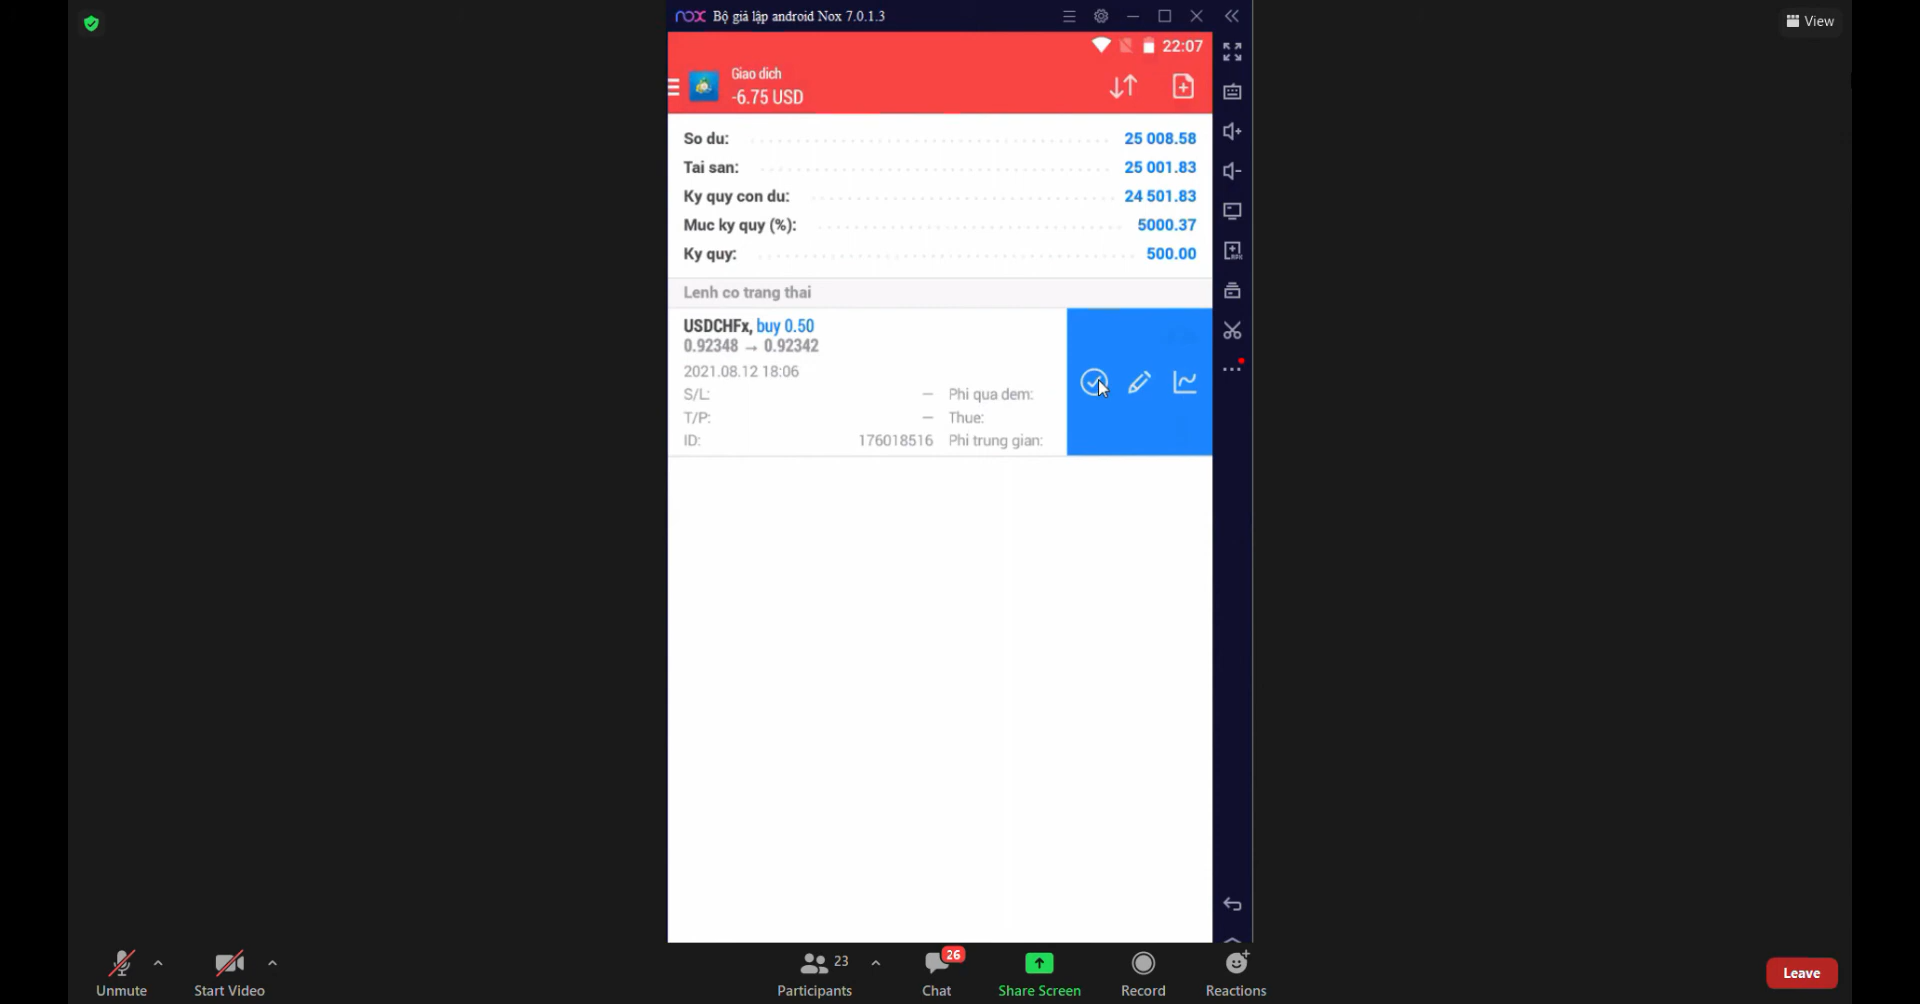 nox Bộ giả lập android Nox 7.0.1.3
View
22:07
Giao dich
-6.75 USD
So du: 25 008.58
Tai san: 25 001.83
Ky quy con du: 24 501.83
Muc ky quy (%): 5000.37
Ky quy: 500.00
Lenh co trang thai
USDCHFx, buy 0.50
0.92348 → 0.92342
2021.08.12 18:06
S/L: – Phi qua dem:
T/P: – Thue:
ID: 176018516 Phi trung gian:
23
26
Unmute
Start Video
Participants
Chat
Share Screen
Record
Reactions
Leave